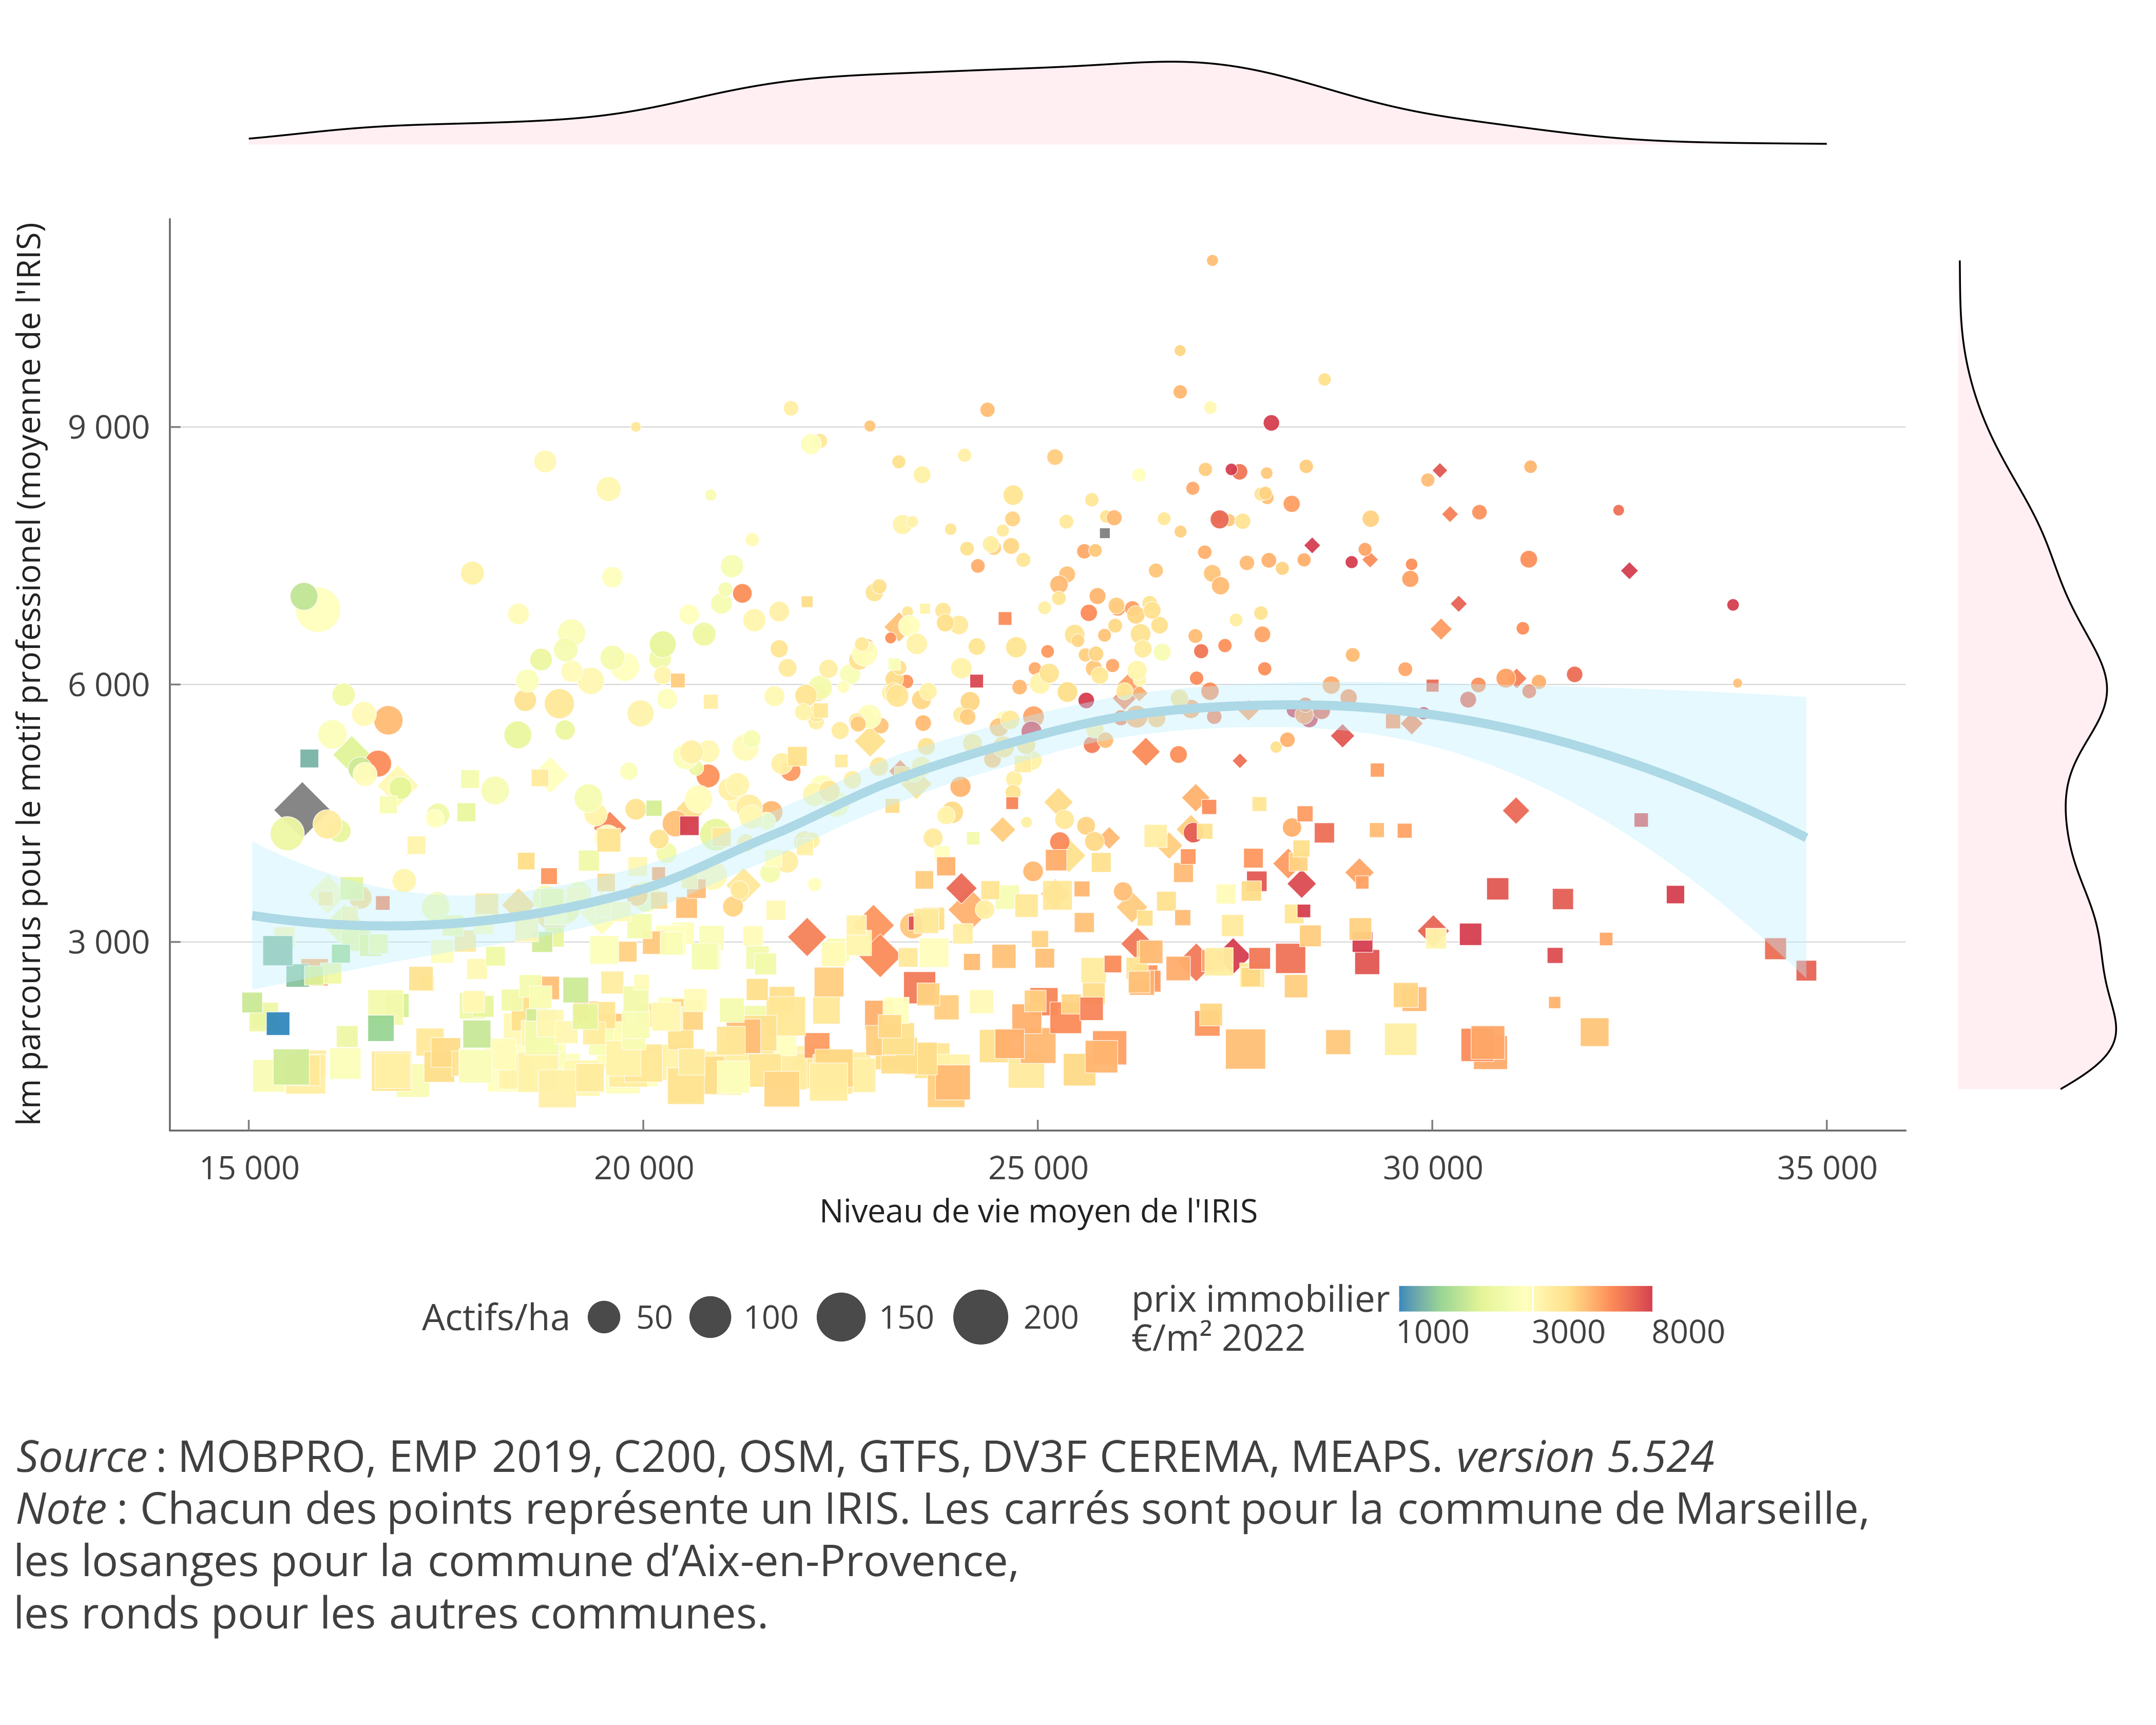 km parcourus pour le motif professionel (moyenne de l'IRIS)
9 000
6 000
3 000
15 000 20 000 25 000 30 000 35 000
Niveau de vie moyen de l'IRIS
Actifs/ha 50 100 150 200
prix immobilier
€/m² 2022
1000 3000 8000
Source : MOBPRO, EMP 2019, C200, OSM, GTFS, DV3F CEREMA, MEAPS. version 5.524
Note : Chacun des points représente un IRIS. Les carrés sont pour la commune de Marseille,
les losanges pour la commune d’Aix-en-Provence,
les ronds pour les autres communes.